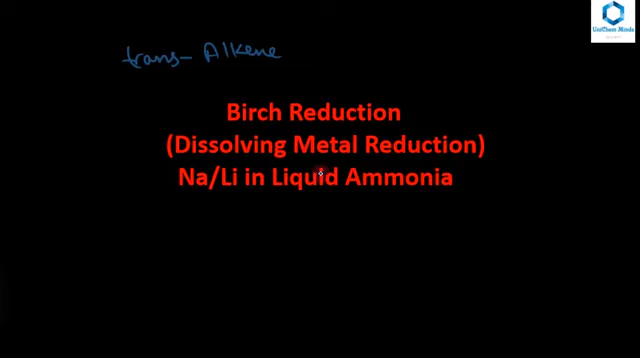 UniChem Minds
trans- Alkene
Birch Reduction
(Dissolving Metal Reduction)
Na/Li in Liquid Ammonia